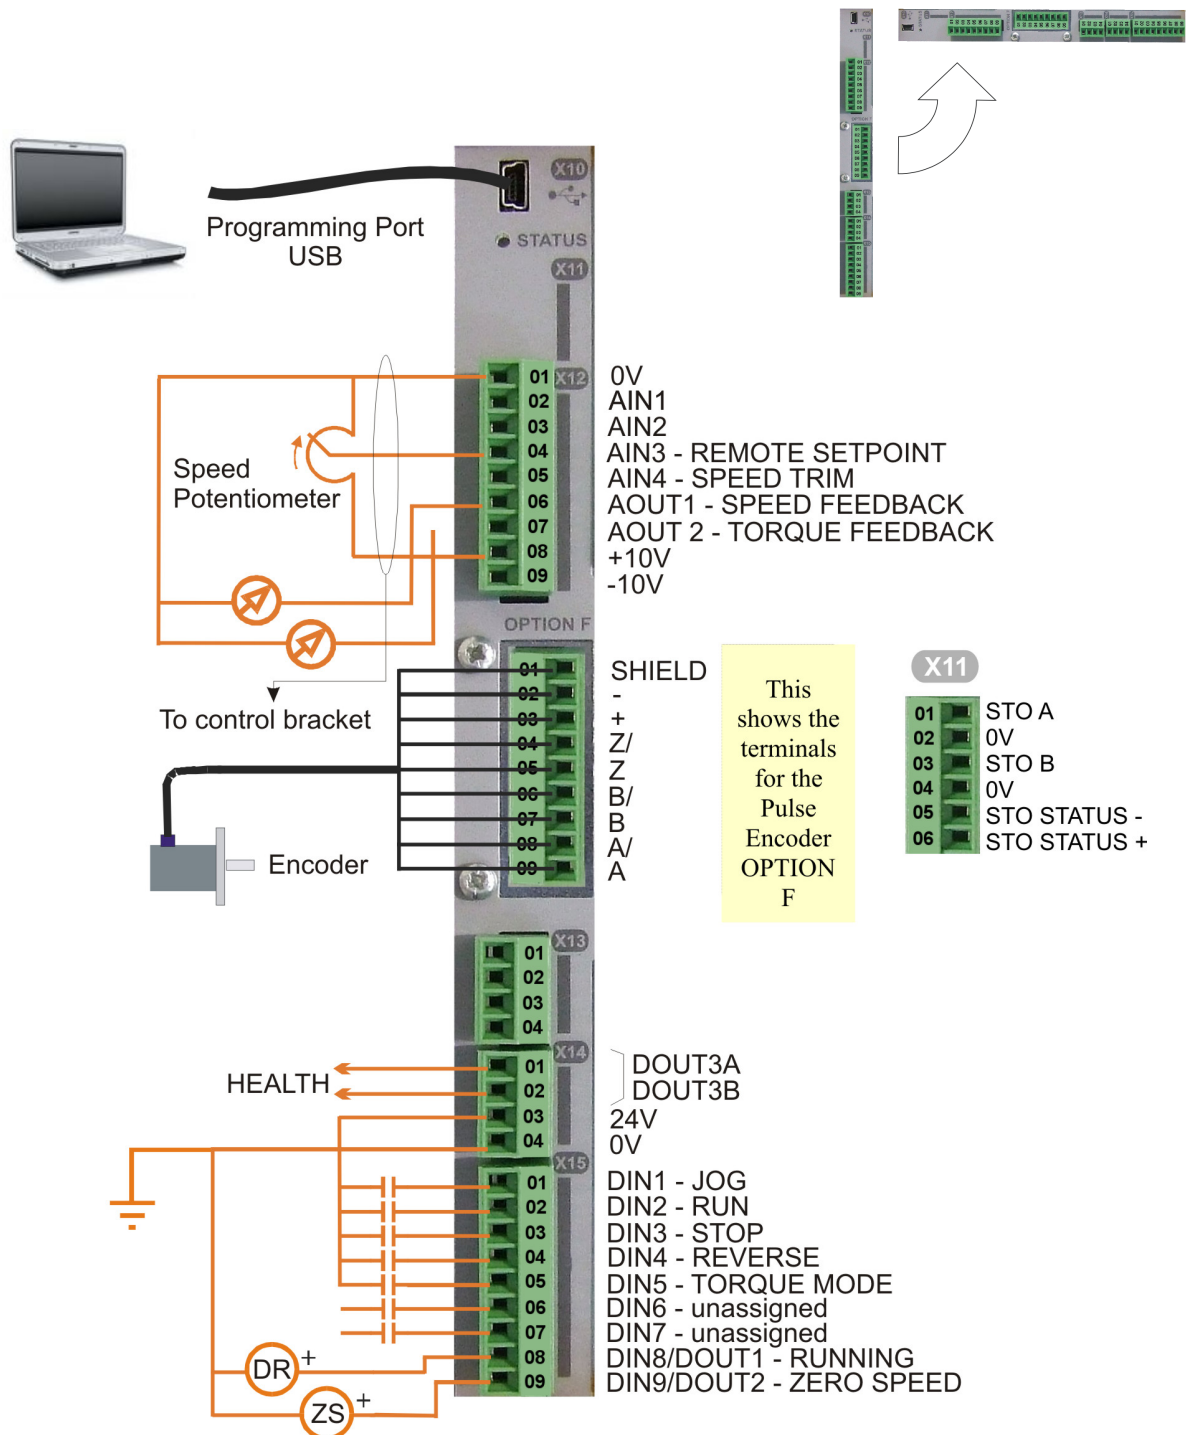 X10
Programming Port
USB
STATUS
X11
X12
01 0V
02 AIN1
03 AIN2
04 AIN3 - REMOTE SETPOINT
05 AIN4 - SPEED TRIM
06 AOUT1 - SPEED FEEDBACK
07 AOUT 2 - TORQUE FEEDBACK
08 +10V
09 -10V
Speed
Potentiometer
OPTION F
01 SHIELD
02 -
03 +
04 Z/
05 Z
06 B/
07 B
08 A/
09 A
To control bracket
Encoder
This
shows the
terminals
for the
Pulse
Encoder
OPTION
F
X11
01 STO A
02 0V
03 STO B
04 0V
05 STO STATUS -
06 STO STATUS +
X13
01
02
03
04
X14
HEALTH
01 DOUT3A
02 DOUT3B
03 24V
04 0V
X15
01 DIN1 - JOG
02 DIN2 - RUN
03 DIN3 - STOP
04 DIN4 - REVERSE
05 DIN5 - TORQUE MODE
06 DIN6 - unassigned
07 DIN7 - unassigned
08 DIN8/DOUT1 - RUNNING
09 DIN9/DOUT2 - ZERO SPEED
DR +
ZS +